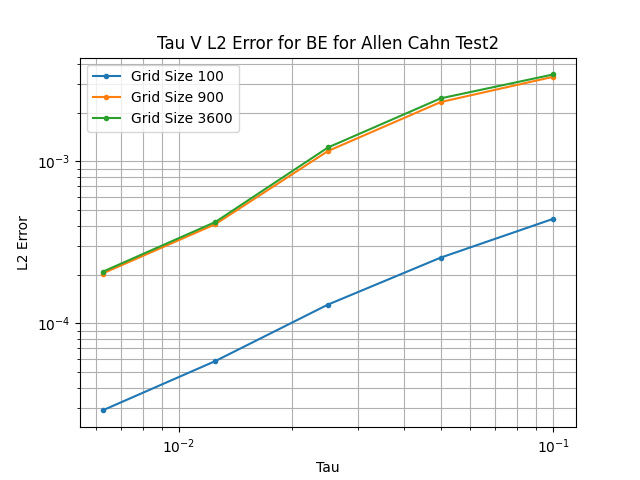 Tau V L2 Error for BE for Allen Cahn Test2
Grid Size 100
Grid Size 900
Grid Size 3600
10⁻³
10⁻⁴
L2 Error
10⁻²
10⁻¹
Tau